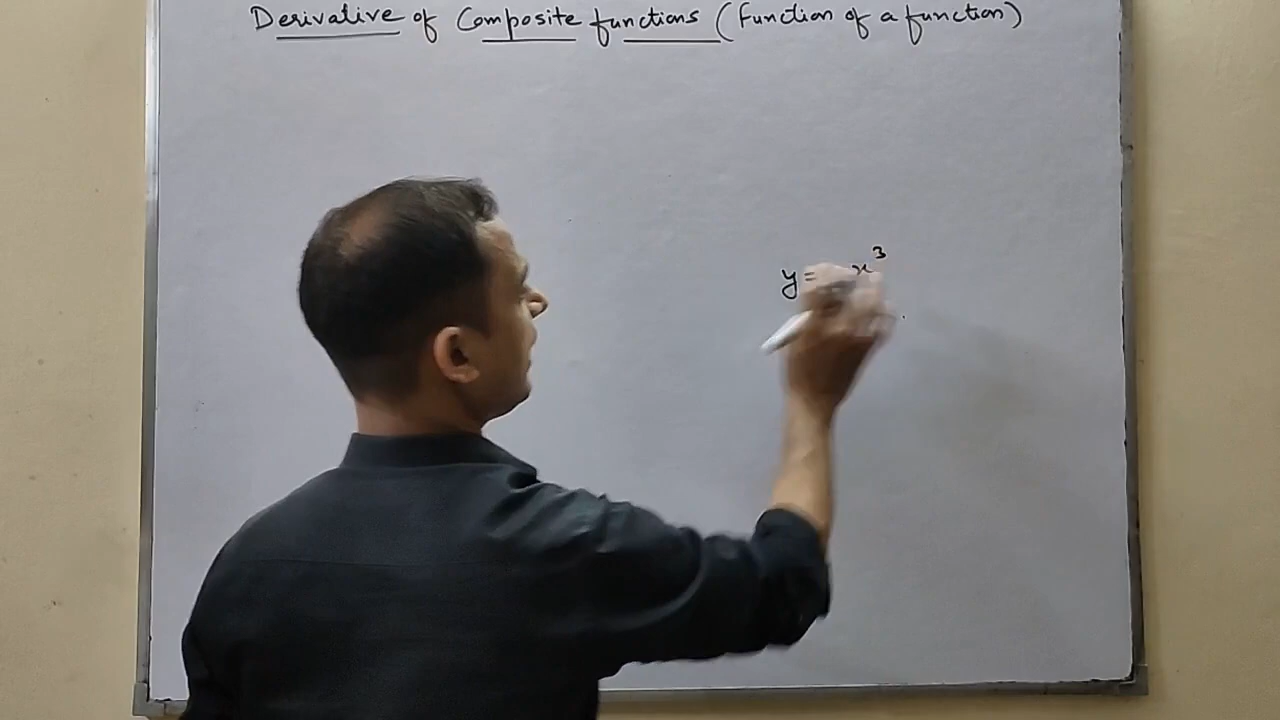 Derivative of Composite functions (Function of a function)
y = x³